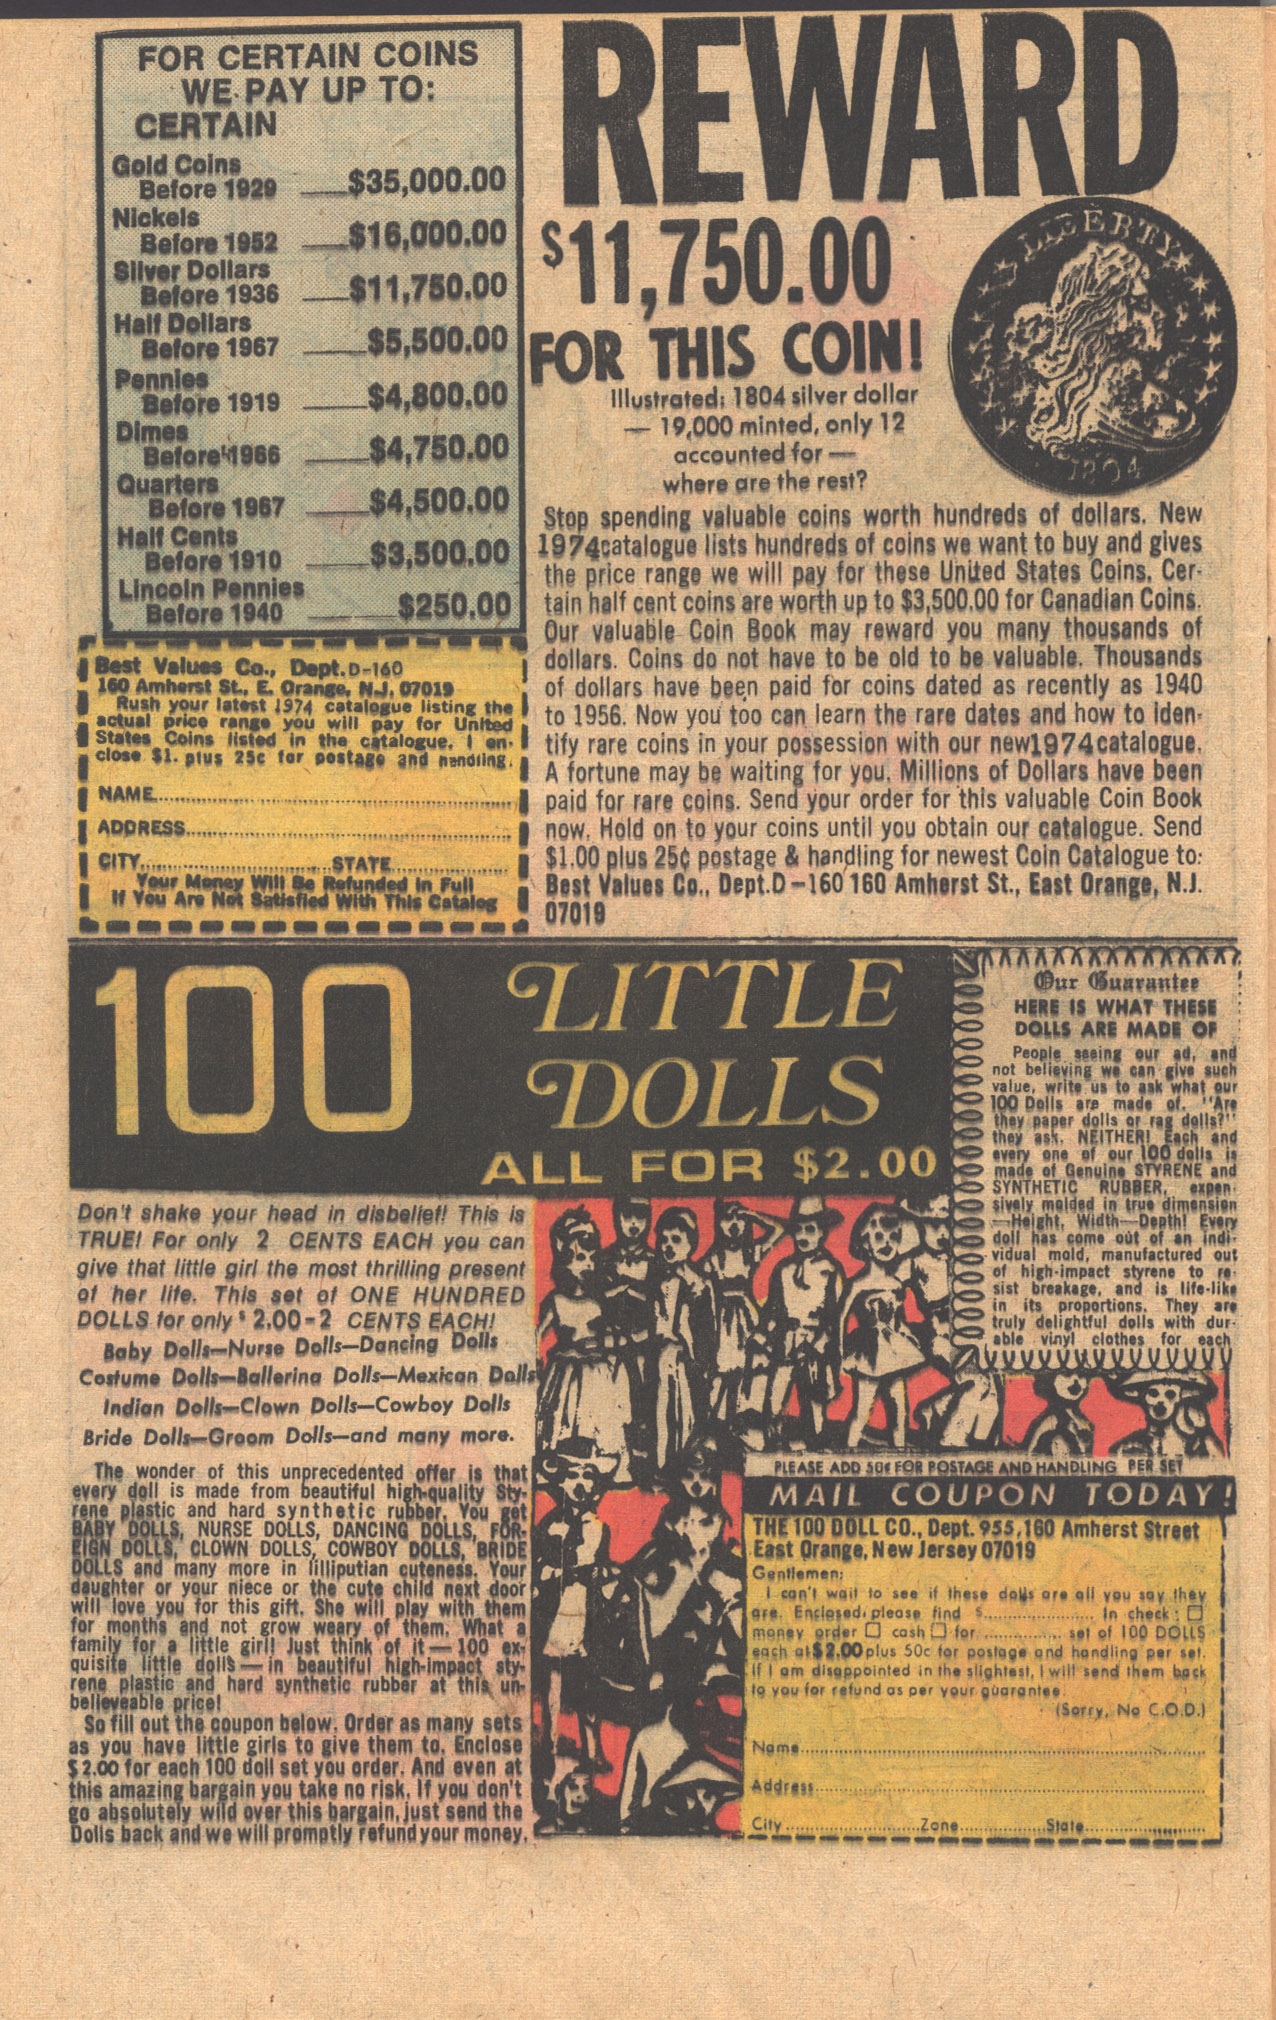 FOR CERTAIN COINS
WE PAY UP TO:
CERTAIN
Gold Coins
Before 1929 $35,000.00
Nickels
Before 1952 $16,000.00
Silver Dollars
Before 1936 $11,750.00
Half Dollars
Before 1967 $5,500.00
Pennies
Before 1919 $4,800.00
Dimes
Before 1966 $4,750.00
Quarters
Before 1967 $4,500.00
Half Cents
Before 1910 $3,500.00
Lincoln Pennies
Before 1940 $250.00
Best Values Co., Dept. D-160
160 Amherst St., E. Orange, N.J. 07019
Rush your latest 1974 catalogue listing the
actual price range you will pay for United
States Coins listed in the catalogue. I en-
close $1. plus 25c for postage and handling.
NAME
ADDRESS
CITY STATE
Your Money Will Be Refunded in Full
If You Are Not Satisfied With This Catalog
REWARD
$11,750.00
FOR THIS COIN!
LIBERTY
1804
Illustrated: 1804 silver dollar
— 19,000 minted, only 12
accounted for —
where are the rest?
Stop spending valuable coins worth hundreds of dollars. New
1974 catalogue lists hundreds of coins we want to buy and gives
the price range we will pay for these United States Coins. Cer-
tain half cent coins are worth up to $3,500.00 for Canadian Coins.
Our valuable Coin Book may reward you many thousands of
dollars. Coins do not have to be old to be valuable. Thousands
of dollars have been paid for coins dated as recently as 1940
to 1956. Now you too can learn the rare dates and how to iden-
tify rare coins in your possession with our new 1974 catalogue.
A fortune may be waiting for you. Millions of Dollars have been
paid for rare coins. Send your order for this valuable Coin Book
now. Hold on to your coins until you obtain our catalogue. Send
$1.00 plus 25¢ postage & handling for newest Coin Catalogue to:
Best Values Co., Dept. D-160 160 Amherst St., East Orange, N.J.
07019
100 LITTLE
DOLLS
ALL FOR $2.00
Don't shake your head in disbelief! This is
TRUE! For only 2 CENTS EACH you can
give that little girl the most thrilling present
of her life. This set of ONE HUNDRED
DOLLS for only $2.00-2 CENTS EACH!
Baby Dolls—Nurse Dolls—Dancing Dolls
Costume Dolls—Ballerina Dolls—Mexican Dolls
Indian Dolls—Clown Dolls—Cowboy Dolls
Bride Dolls—Groom Dolls—and many more.
The wonder of this unprecedented offer is that
every doll is made from beautiful high-quality Sty-
rene plastic and hard synthetic rubber. You get
BABY DOLLS, NURSE DOLLS, DANCING DOLLS, FOR-
EIGN DOLLS, CLOWN DOLLS, COWBOY DOLLS, BRIDE
DOLLS and many more in lilliputian cuteness. Your
daughter or your niece or the cute child next door
will love you for this gift. She will play with them
for months and not grow weary of them. What a
family for a little girl! Just think of it — 100 ex-
quisite little dolls — in beautiful high-impact sty-
rene plastic and hard synthetic rubber at this un-
believeable price!
So fill out the coupon below. Order as many sets
as you have little girls to give them to. Enclose
$2.00 for each 100 doll set you order. And even at
this amazing bargain you take no risk. If you don't
go absolutely wild over this bargain, just send the
Dolls back and we will promptly refund your money.
Our Guarantee
HERE IS WHAT THESE
DOLLS ARE MADE OF
People seeing our ad, and
not believing we can give such
value, write us to ask what our
100 Dolls are made of. "Are
they paper dolls or rag dolls?"
they ask. NEITHER! Each and
every one of our 100 dolls is
made of Genuine STYRENE and
SYNTHETIC RUBBER, expen-
sively molded in true dimension
—Height, Width—Depth! Every
doll has come out of an indi-
vidual mold, manufactured out
of high-impact styrene to re-
sist breakage, and is life-like
in its proportions. They are
truly delightful dolls with dur-
able vinyl clothes for each
PLEASE ADD 50¢ FOR POSTAGE AND HANDLING PER SET
MAIL COUPON TODAY!
THE 100 DOLL CO., Dept. 955, 160 Amherst Street
East Orange, New Jersey 07019
Gentlemen:
I can't wait to see if these dolls are all you say they
are. Enclosed, please find $ In check ☐
money order ☐ cash ☐ for set of 100 DOLLS
each at $2.00 plus 50c for postage and handling per set.
If I am disappointed in the slightest, I will send them back
to you for refund as per your guarantee.
(Sorry, No C.O.D.)
Name
Address
City Zone State